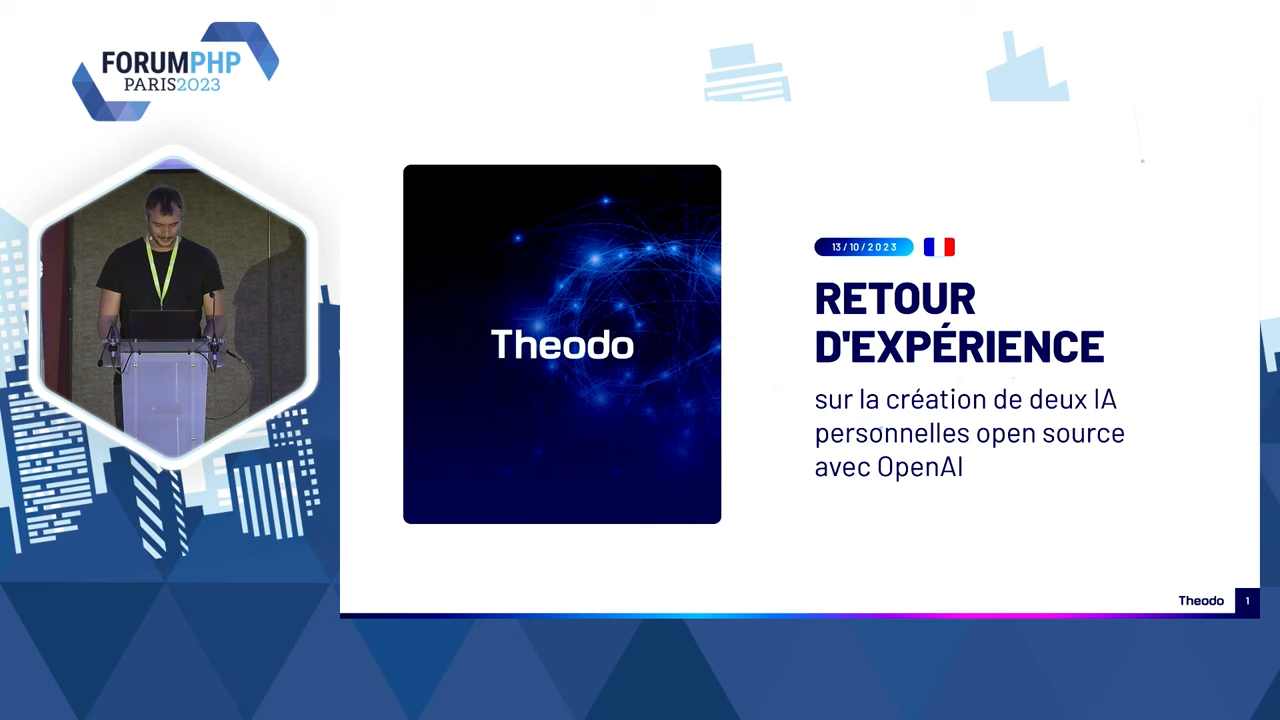 FORUMPHP
PARIS2023
Theodo
13/10/2023
RETOUR
D'EXPÉRIENCE
sur la création de deux IA
personnelles open source
avec OpenAI
Theodo
1